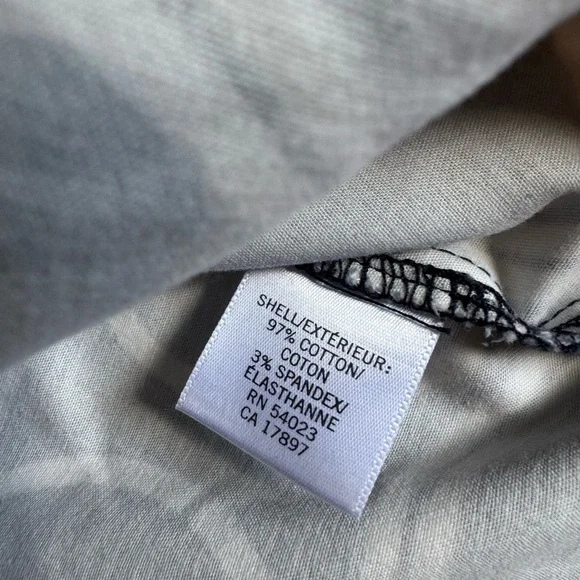 SHELL/EXTÉRIEUR:
97% COTTON/
COTON
3% SPANDEX/
ÉLASTHANNE
RN 54023
CA 17897